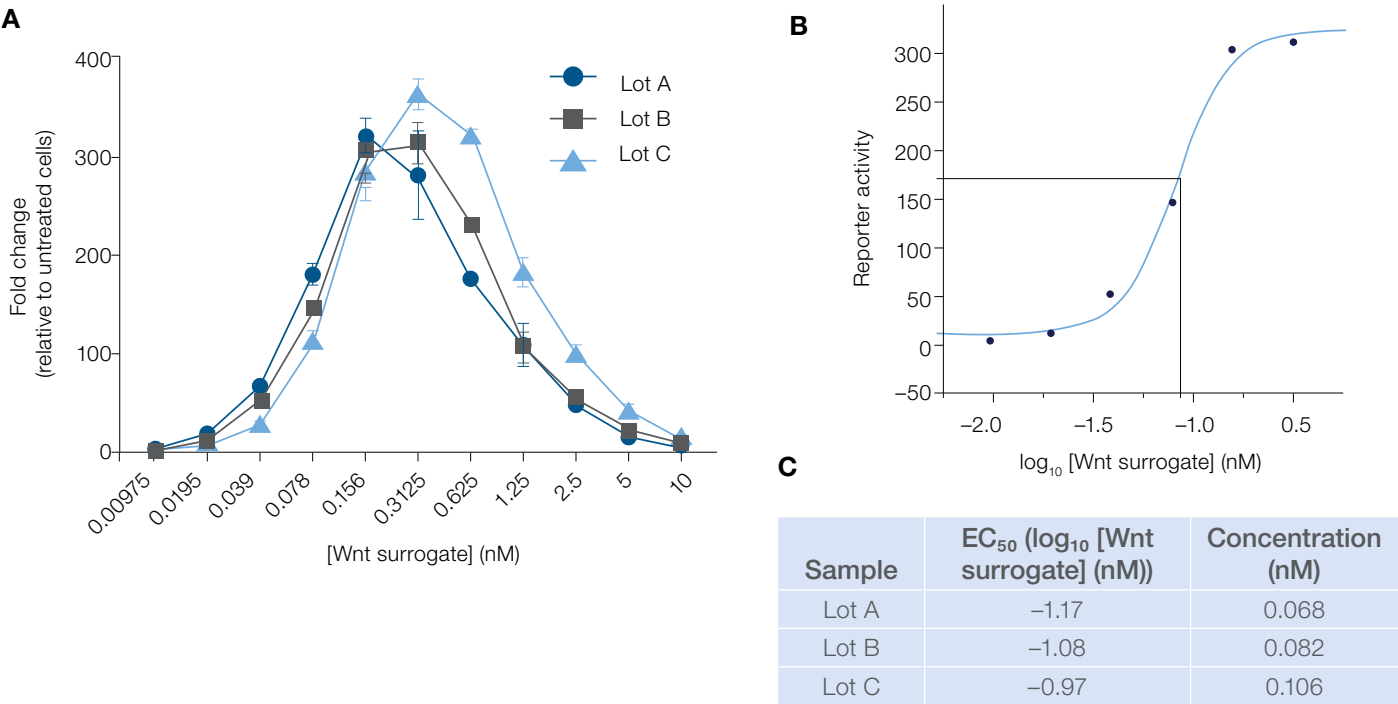 A
Fold change
(relative to untreated cells)
400
300
200
100
0
0.00975
0.0195
0.039
0.078
0.156
0.3125
0.625
1.25
2.5
5
10
[Wnt surrogate] (nM)
Lot A
Lot B
Lot C
B
Reporter activity
300
250
200
150
100
50
0
–50
–2.0
–1.5
–1.0
0.5
log₁₀ [Wnt surrogate] (nM)
C
Sample
EC₅₀ (log₁₀ [Wnt
surrogate] (nM))
Concentration
(nM)
Lot A –1.17 0.068
Lot B –1.08 0.082
Lot C –0.97 0.106